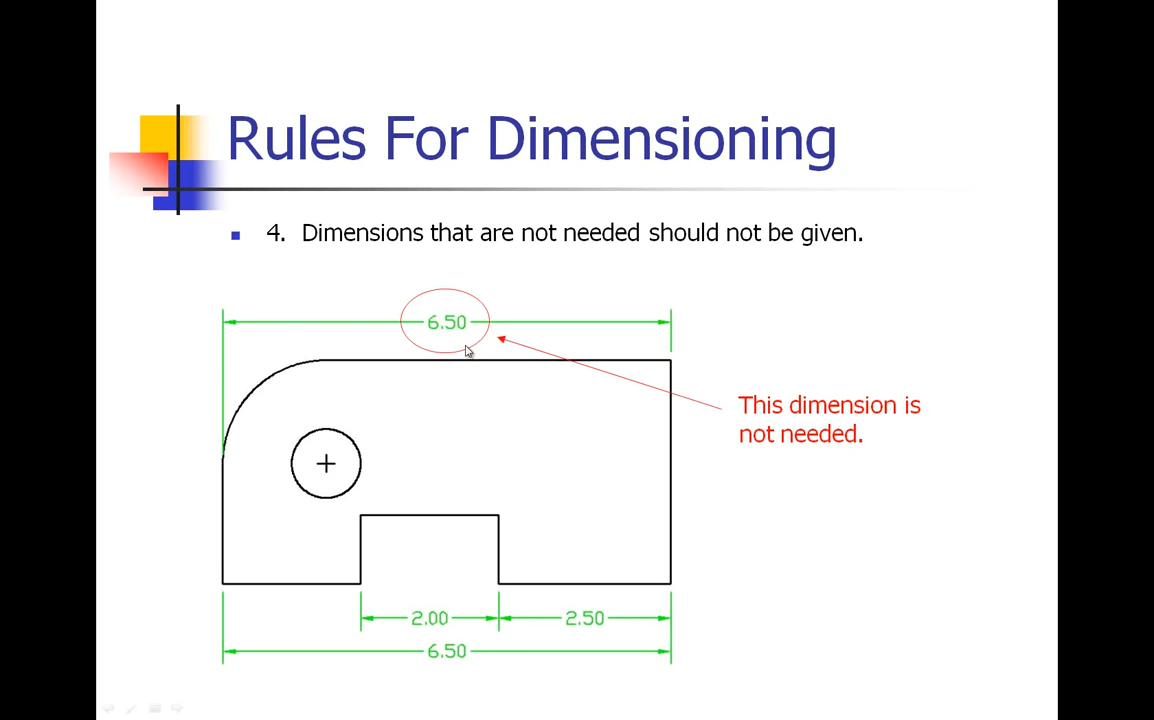 Rules For Dimensioning
4. Dimensions that are not needed should not be given.
6.50
This dimension is
not needed.
2.00 2.50
6.50